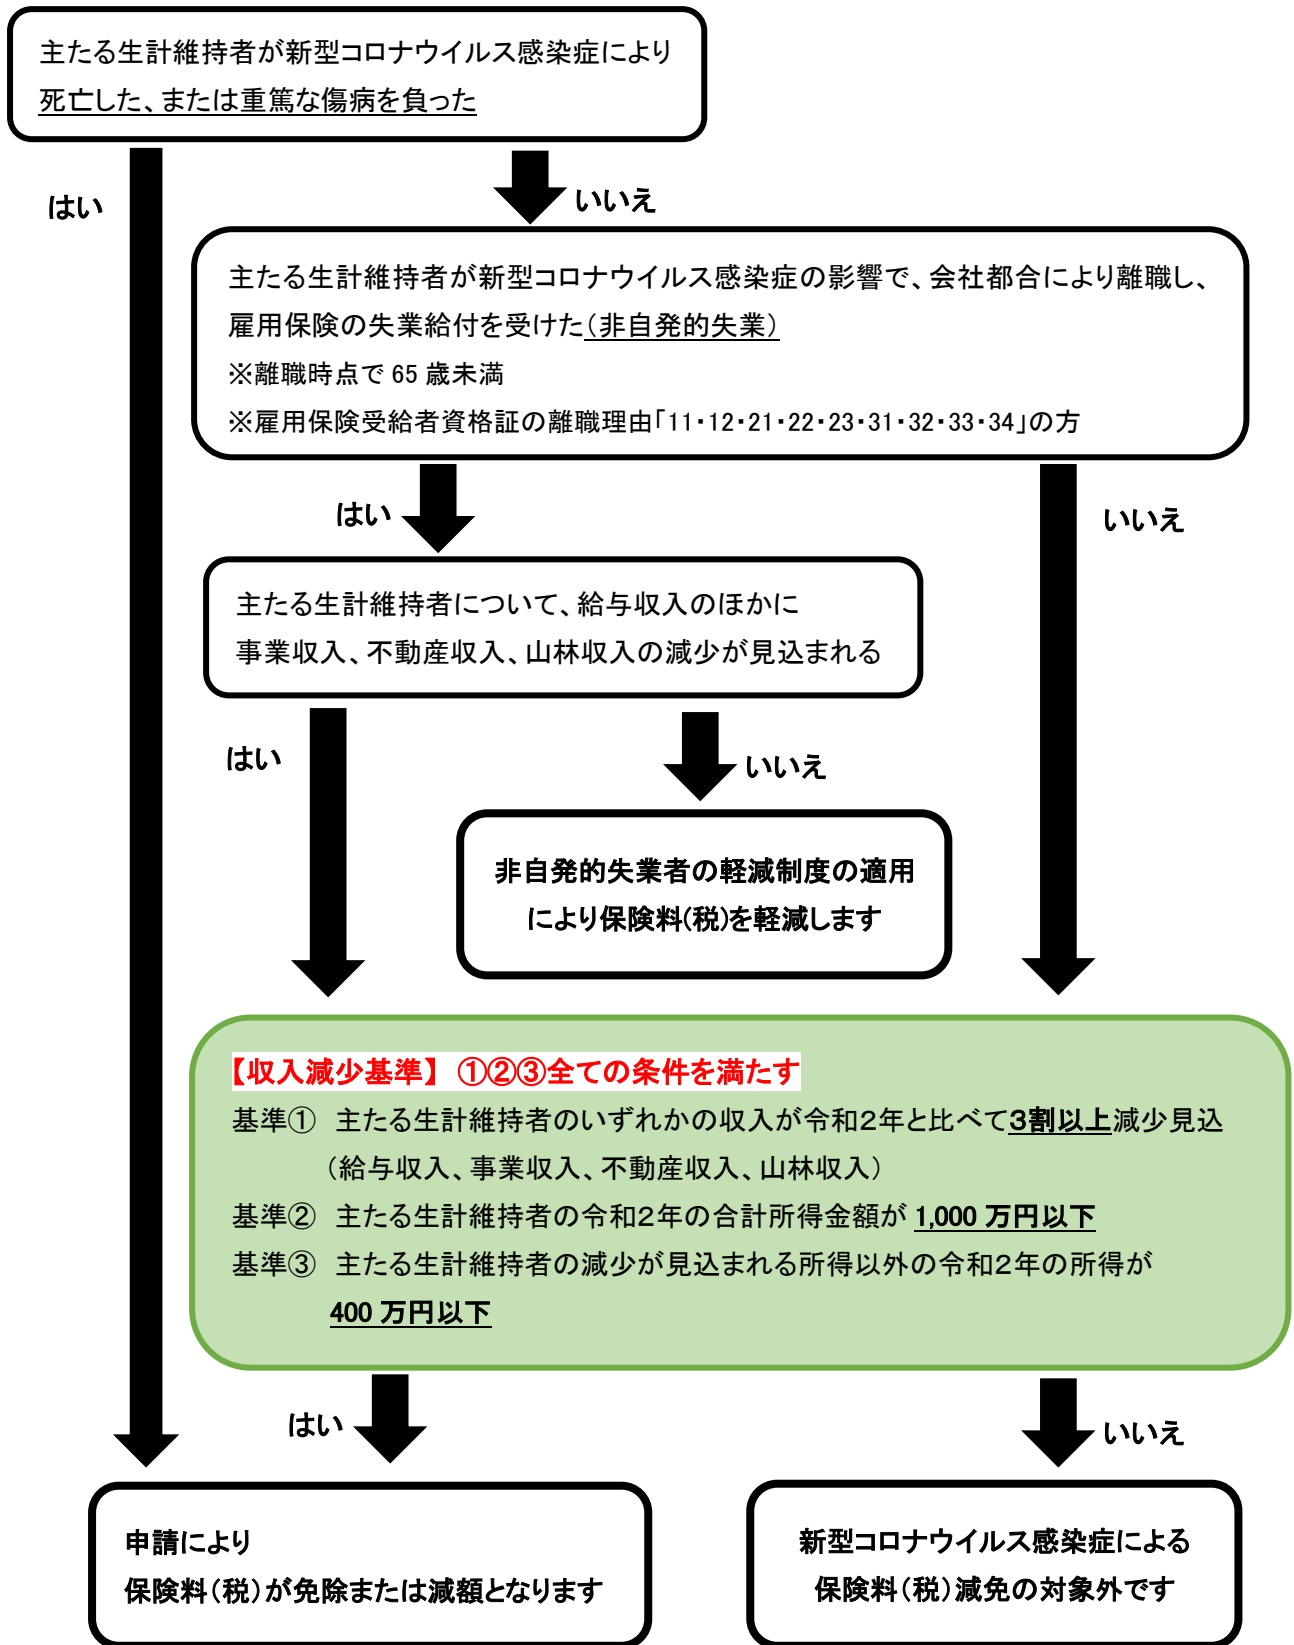 主たる生計維持者が新型コロナウイルス感染症により
死亡した、または重篤な傷病を負った
はい
いいえ
主たる生計維持者が新型コロナウイルス感染症の影響で、会社都合により離職し、
雇用保険の失業給付を受けた(非自発的失業)
※離職時点で 65 歳未満
※雇用保険受給者資格証の離職理由「11・12・21・22・23・31・32・33・34」の方
はい
いいえ
主たる生計維持者について、給与収入のほかに
事業収入、不動産収入、山林収入の減少が見込まれる
はい
いいえ
非自発的失業者の軽減制度の適用
により保険料(税)を軽減します
【収入減少基準】 ①②③全ての条件を満たす
基準① 主たる生計維持者のいずれかの収入が令和2年と比べて3割以上減少見込
(給与収入、事業収入、不動産収入、山林収入)
基準② 主たる生計維持者の令和2年の合計所得金額が 1,000 万円以下
基準③ 主たる生計維持者の減少が見込まれる所得以外の令和2年の所得が
400 万円以下
はい
いいえ
申請により
保険料(税)が免除または減額となります
新型コロナウイルス感染症による
保険料(税)減免の対象外です